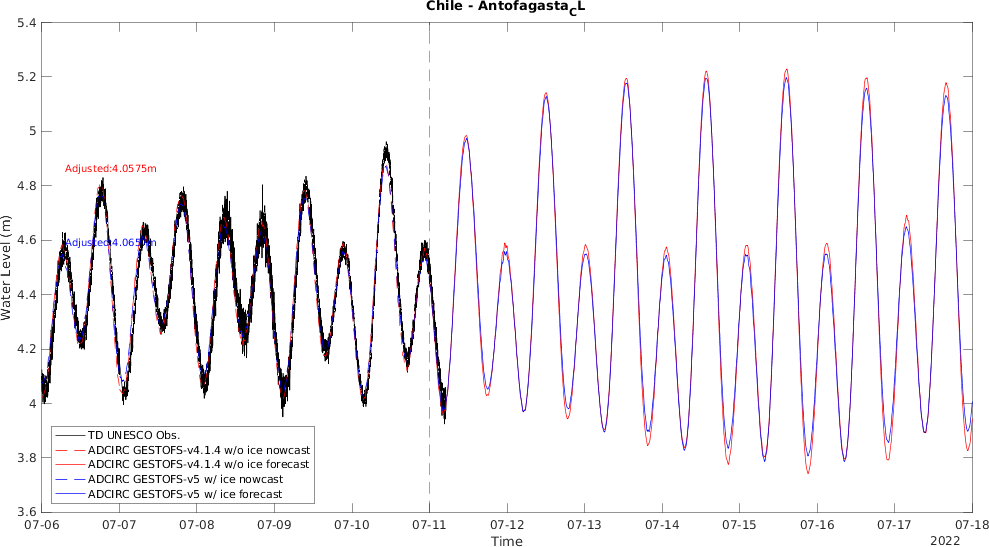 Chile - Antofagasta_CL
5.4
5.2
5
4.8
4.6
4.4
4.2
4
3.8
3.6
Water Level (m)
Adjusted:4.0575m
TD UNESCO Obs.
ADCIRC GESTOFS-v4.1.4 w/o ice nowcast
ADCIRC GESTOFS-v4.1.4 w/o ice forecast
ADCIRC GESTOFS-v5 w/ ice nowcast
ADCIRC GESTOFS-v5 w/ ice forecast
07-06 07-07 07-08 07-09 07-10 07-11 07-12 07-13 07-14 07-15 07-16 07-17 07-18
Time
2022